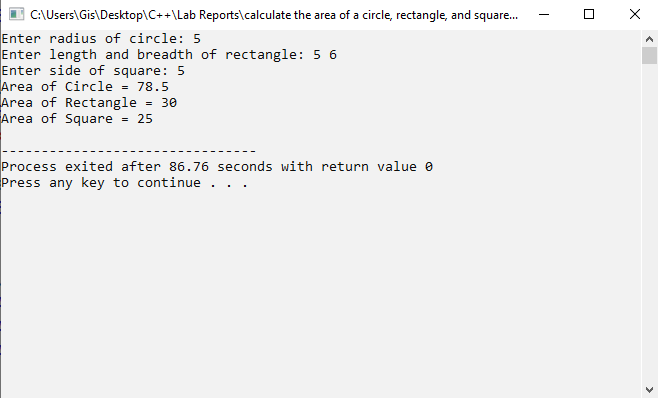 C:\Users\Gis\Desktop\C++\Lab Reports\calculate the area of a circle, rectangle, and square...
Enter radius of circle: 5
Enter length and breadth of rectangle: 5 6
Enter side of square: 5
Area of Circle = 78.5
Area of Rectangle = 30
Area of Square = 25
--------------------------------
Process exited after 86.76 seconds with return value 0
Press any key to continue . . .